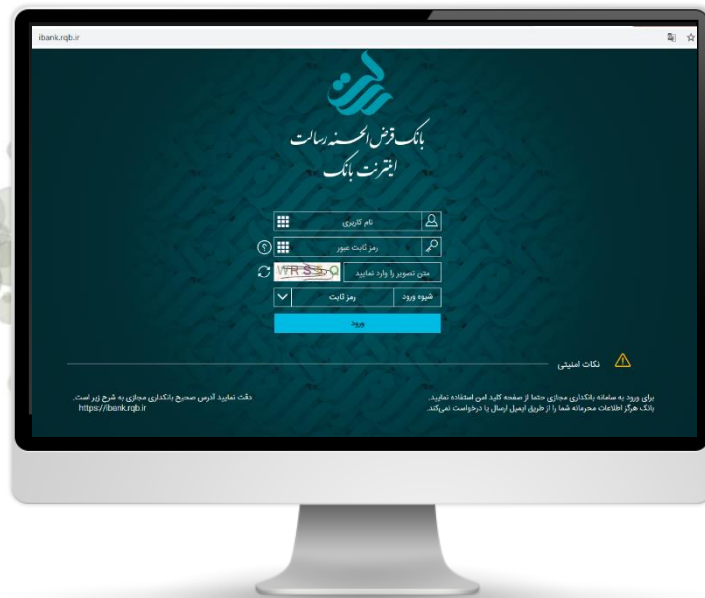 ibank.rqb.ir
رسالت
بانک قرض الحسنه رسالت
اینترنت بانک
نام کاربری
رمز ثابت عبور
؟
متن تصویر را وارد نمایید
شیوه ورود
رمز ثابت
ورود
نکات امنیتی
برای ورود به سامانه بانکداری مجازی حتما از صفحه کلید امن استفاده نمایید.
بانک هرگز اطلاعات محرمانه شما را از طریق ایمیل ارسال یا درخواست نمی‌کند.
دقت نمایید آدرس صحیح بانکداری مجازی به شرح زیر است.
https://ibank.rqb.ir